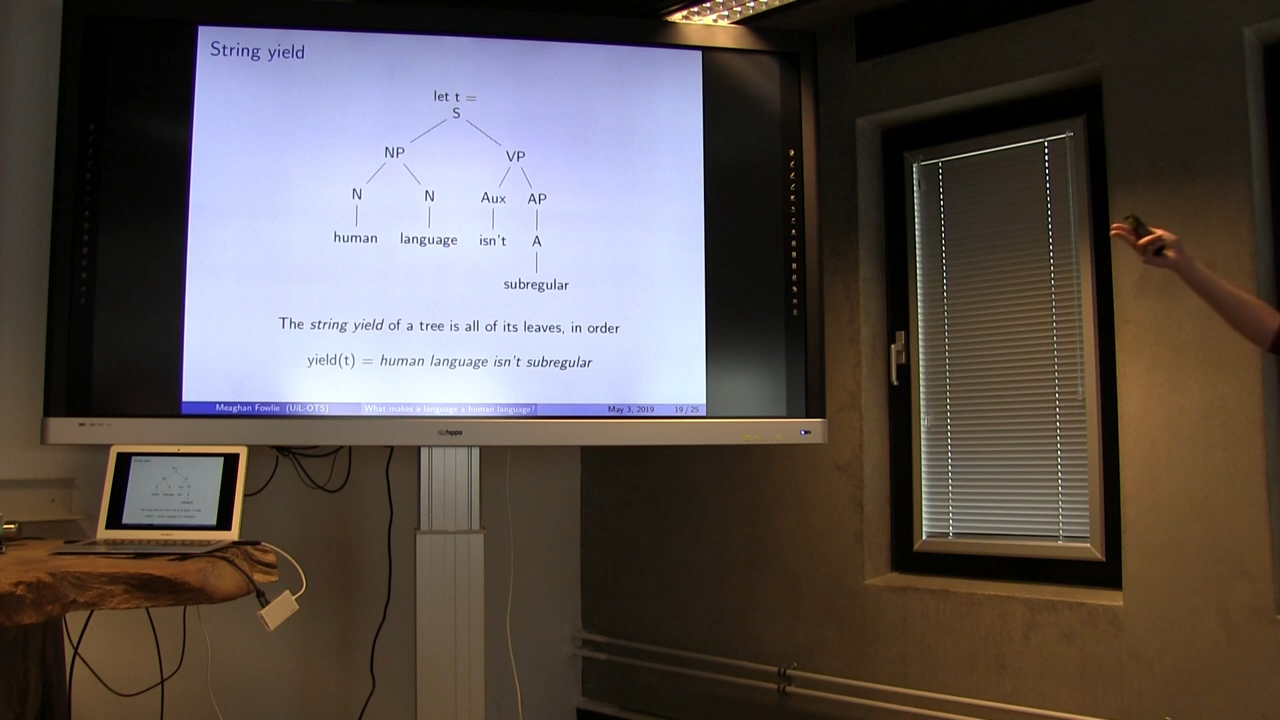 String yield
let t =
S
NP VP
N N Aux AP
human language isn't A
subregular
The string yield of a tree is all of its leaves, in order
yield(t) = human language isn't subregular
Meaghan Fowlie (UiL-OTS) What makes a language a human language? May 3, 2019 19 / 25
hippo